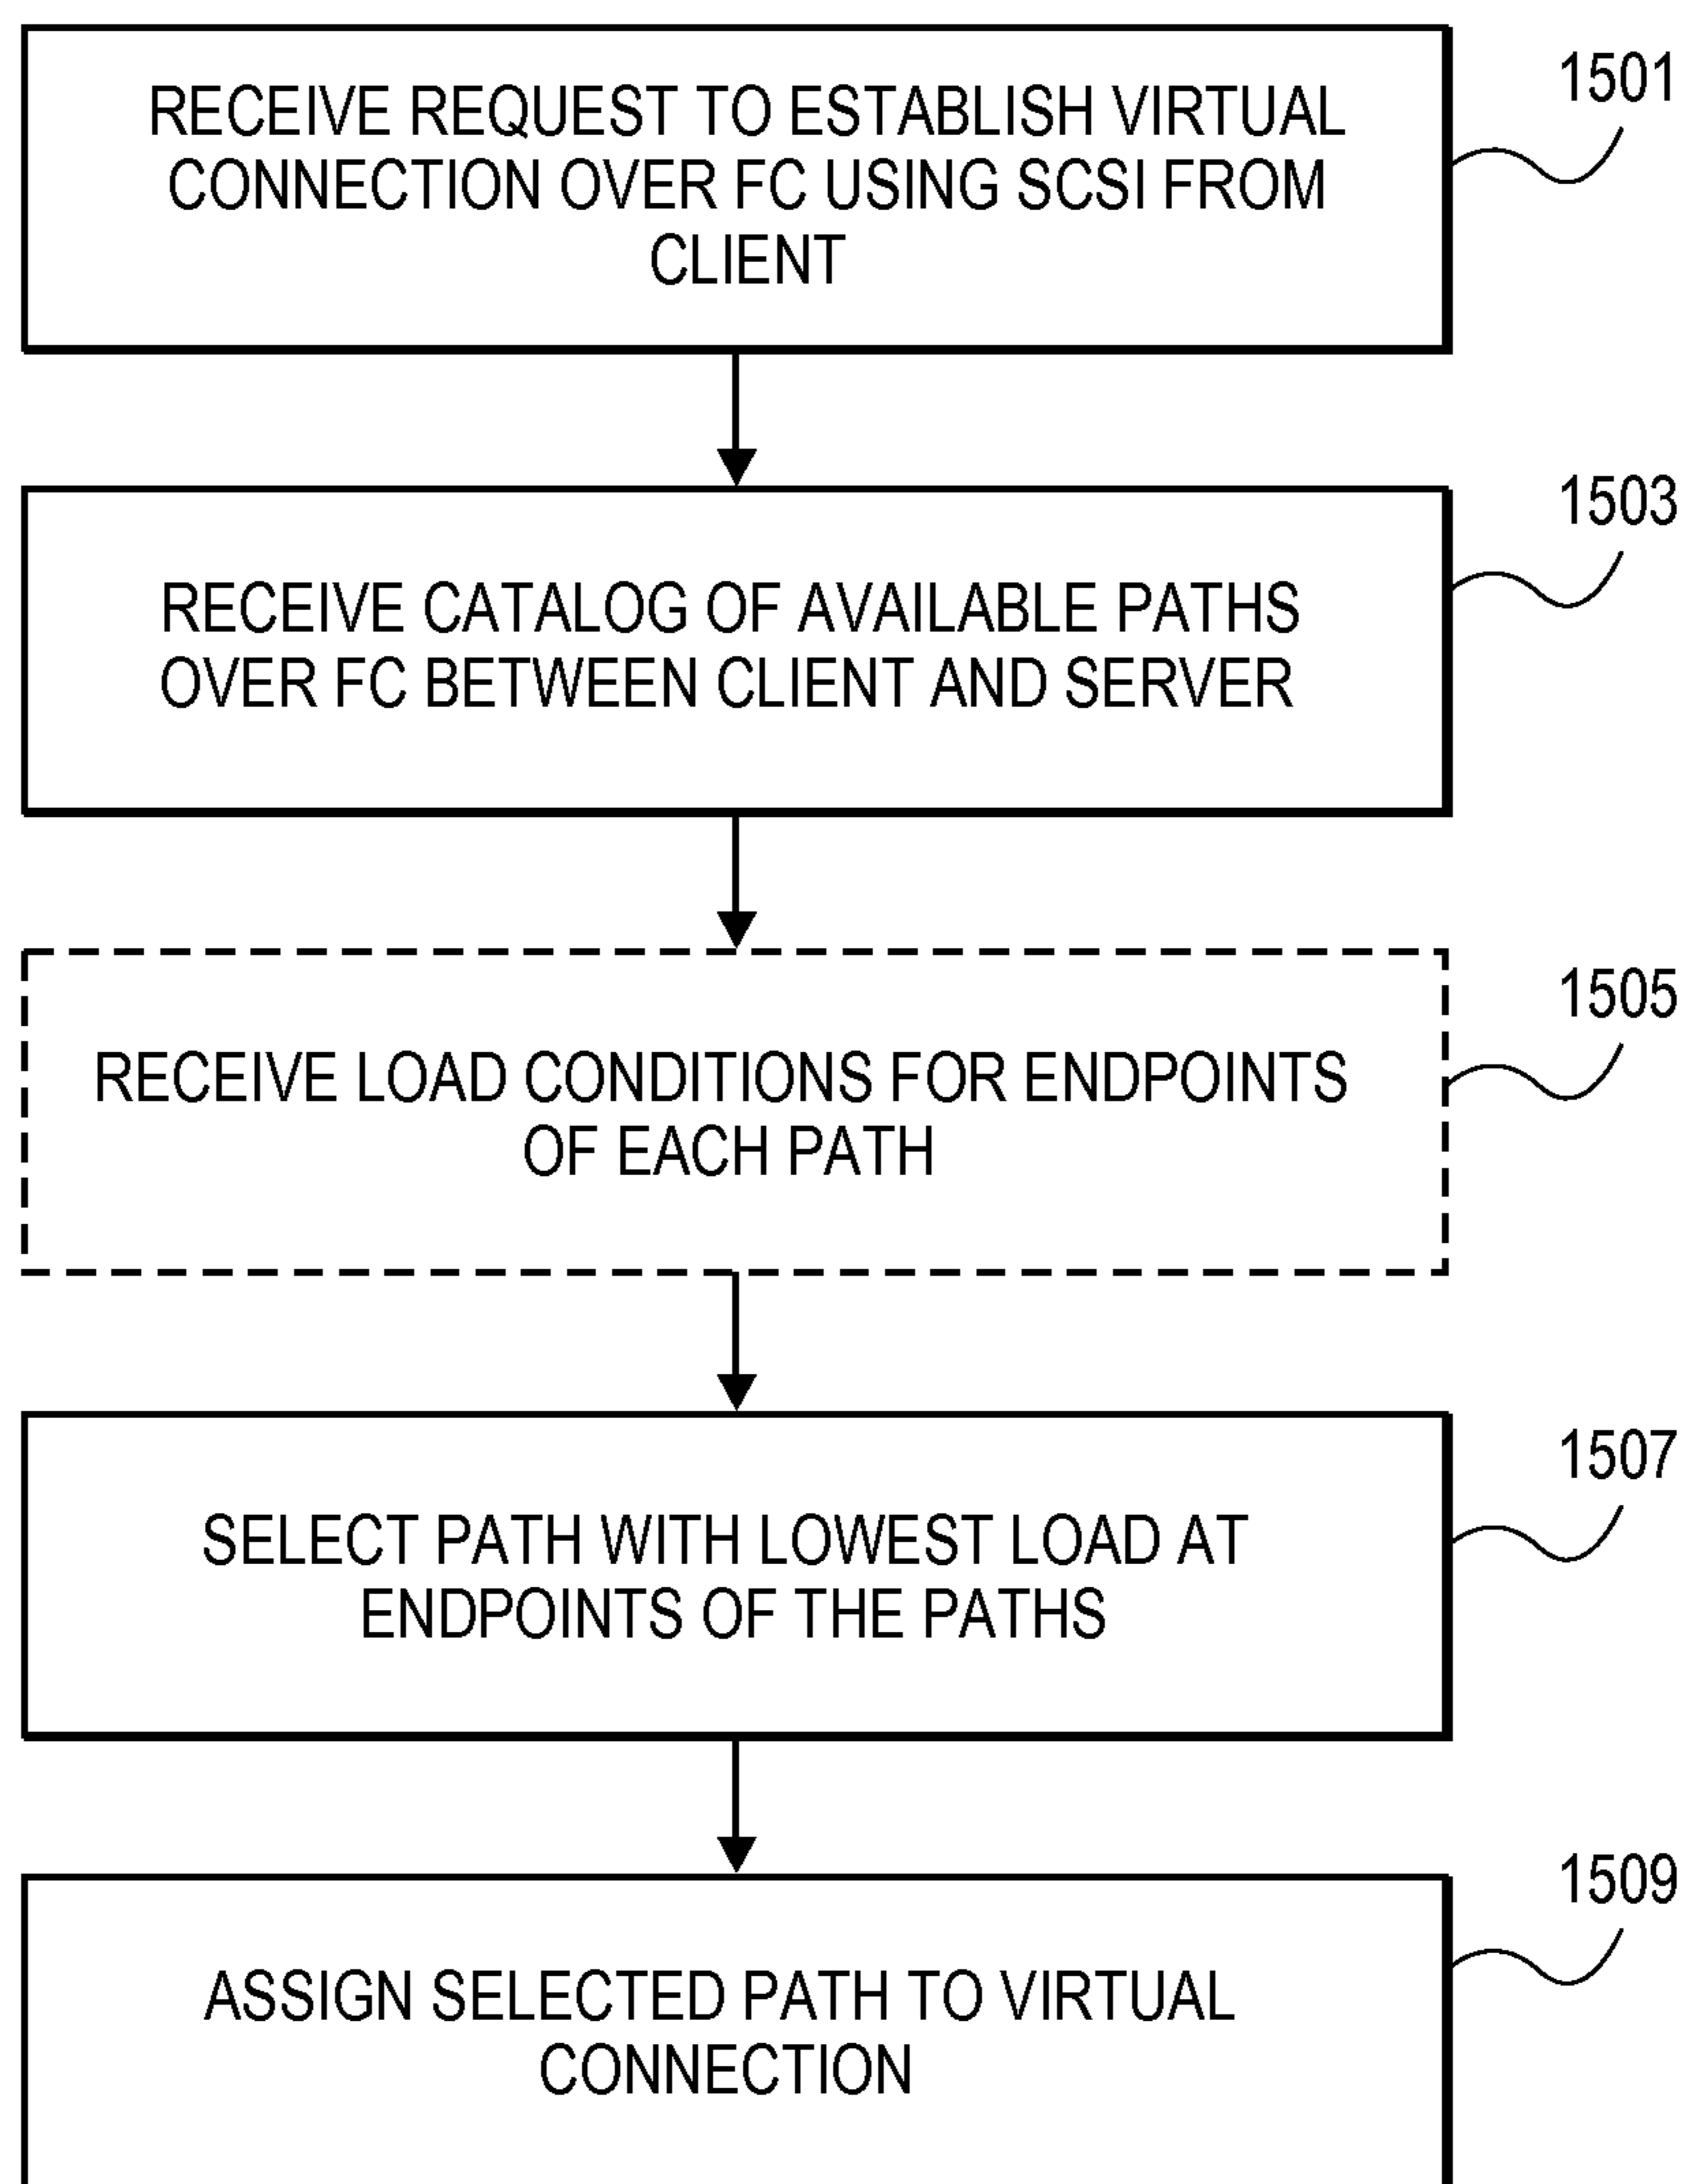 RECEIVE REQUEST TO ESTABLISH VIRTUAL
CONNECTION OVER FC USING SCSI FROM
CLIENT
1501
RECEIVE CATALOG OF AVAILABLE PATHS
OVER FC BETWEEN CLIENT AND SERVER
1503
RECEIVE LOAD CONDITIONS FOR ENDPOINTS
OF EACH PATH
1505
SELECT PATH WITH LOWEST LOAD AT
ENDPOINTS OF THE PATHS
1507
ASSIGN SELECTED PATH TO VIRTUAL
CONNECTION
1509